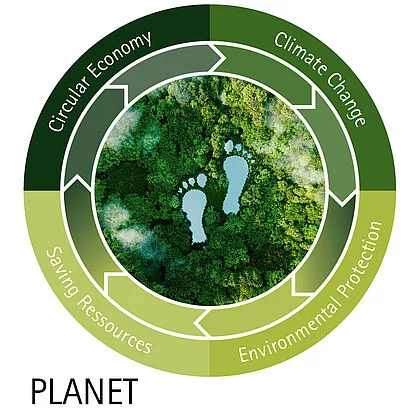 Circular Economy
Climate Change
Saving Ressources
Environmental Protection
PLANET